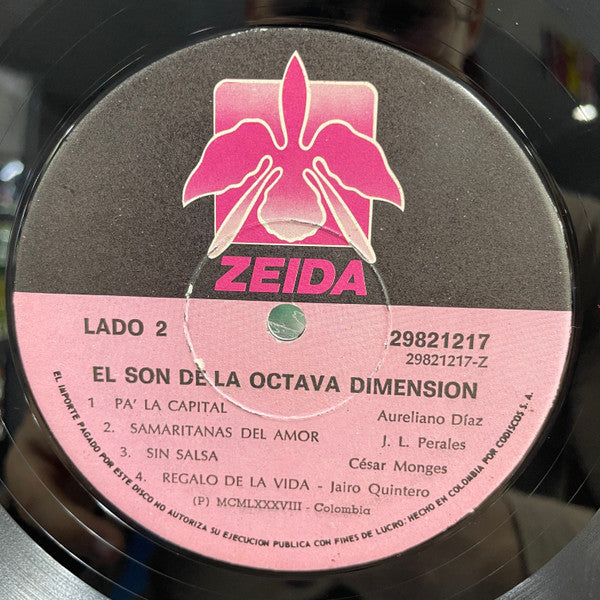 ZEIDA
LADO 2
29821217
29821217-Z
EL SON DE LA OCTAVA DIMENSION
1 PA' LA CAPITAL Aureliano Díaz
2. SAMARITANAS DEL AMOR J. L. Perales
3. SIN SALSA César Monges
4. REGALO DE LA VIDA - Jairo Quintero
(P) MCMLXXXVIII - Colombia
EL IMPORTE PAGADO POR ESTE DISCO NO AUTORIZA SU EJECUCION PUBLICA CON FINES DE LUCRO: HECHO EN COLOMBIA POR CODISCOS S.A.